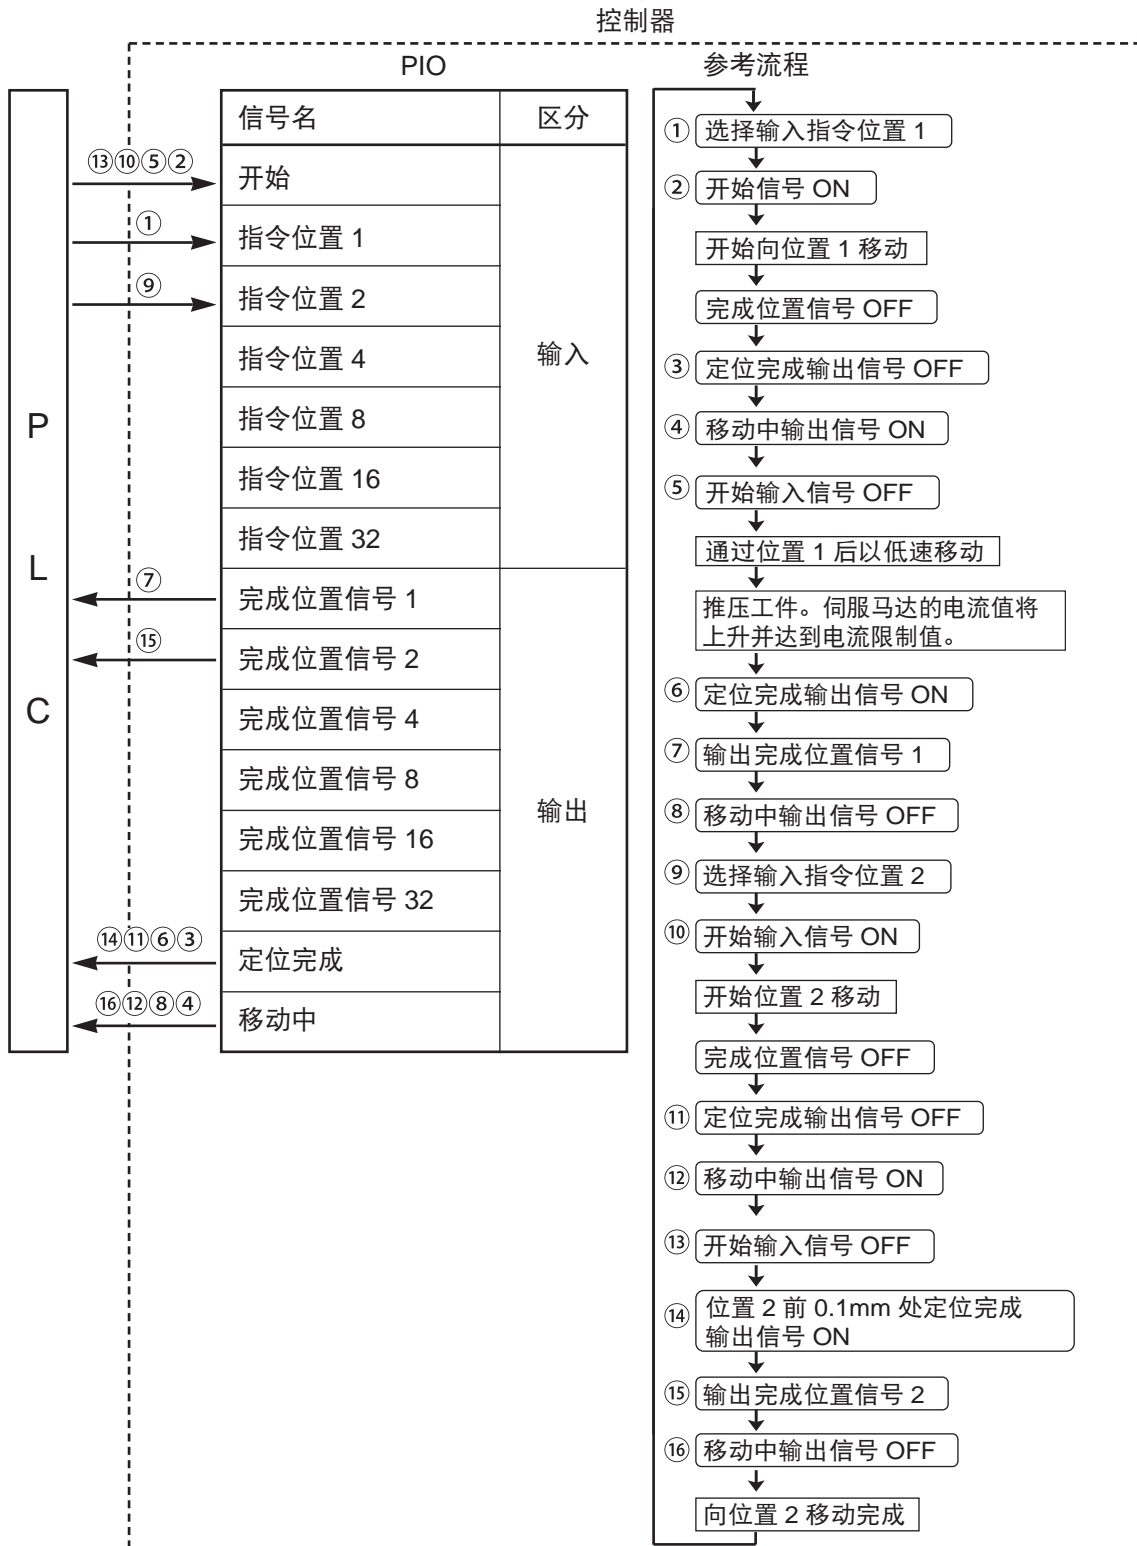 控制器
PIO
参考流程
P
L
C
信号名 区分
⑬⑩⑤② 开始
① 指令位置 1
⑨ 指令位置 2
指令位置 4
指令位置 8
指令位置 16
指令位置 32
输入
⑦ 完成位置信号 1
⑮ 完成位置信号 2
完成位置信号 4
完成位置信号 8
完成位置信号 16
完成位置信号 32
⑭⑪⑥③ 定位完成
⑯⑫⑧④ 移动中
输出
① 选择输入指令位置 1
② 开始信号 ON
开始向位置 1 移动
完成位置信号 OFF
③ 定位完成输出信号 OFF
④ 移动中输出信号 ON
⑤ 开始输入信号 OFF
通过位置 1 后以低速移动
推压工件。伺服马达的电流值将
上升并达到电流限制值。
⑥ 定位完成输出信号 ON
⑦ 输出完成位置信号 1
⑧ 移动中输出信号 OFF
⑨ 选择输入指令位置 2
⑩ 开始输入信号 ON
开始位置 2 移动
完成位置信号 OFF
⑪ 定位完成输出信号 OFF
⑫ 移动中输出信号 ON
⑬ 开始输入信号 OFF
⑭ 位置 2 前 0.1mm 处定位完成
输出信号 ON
⑮ 输出完成位置信号 2
⑯ 移动中输出信号 OFF
向位置 2 移动完成